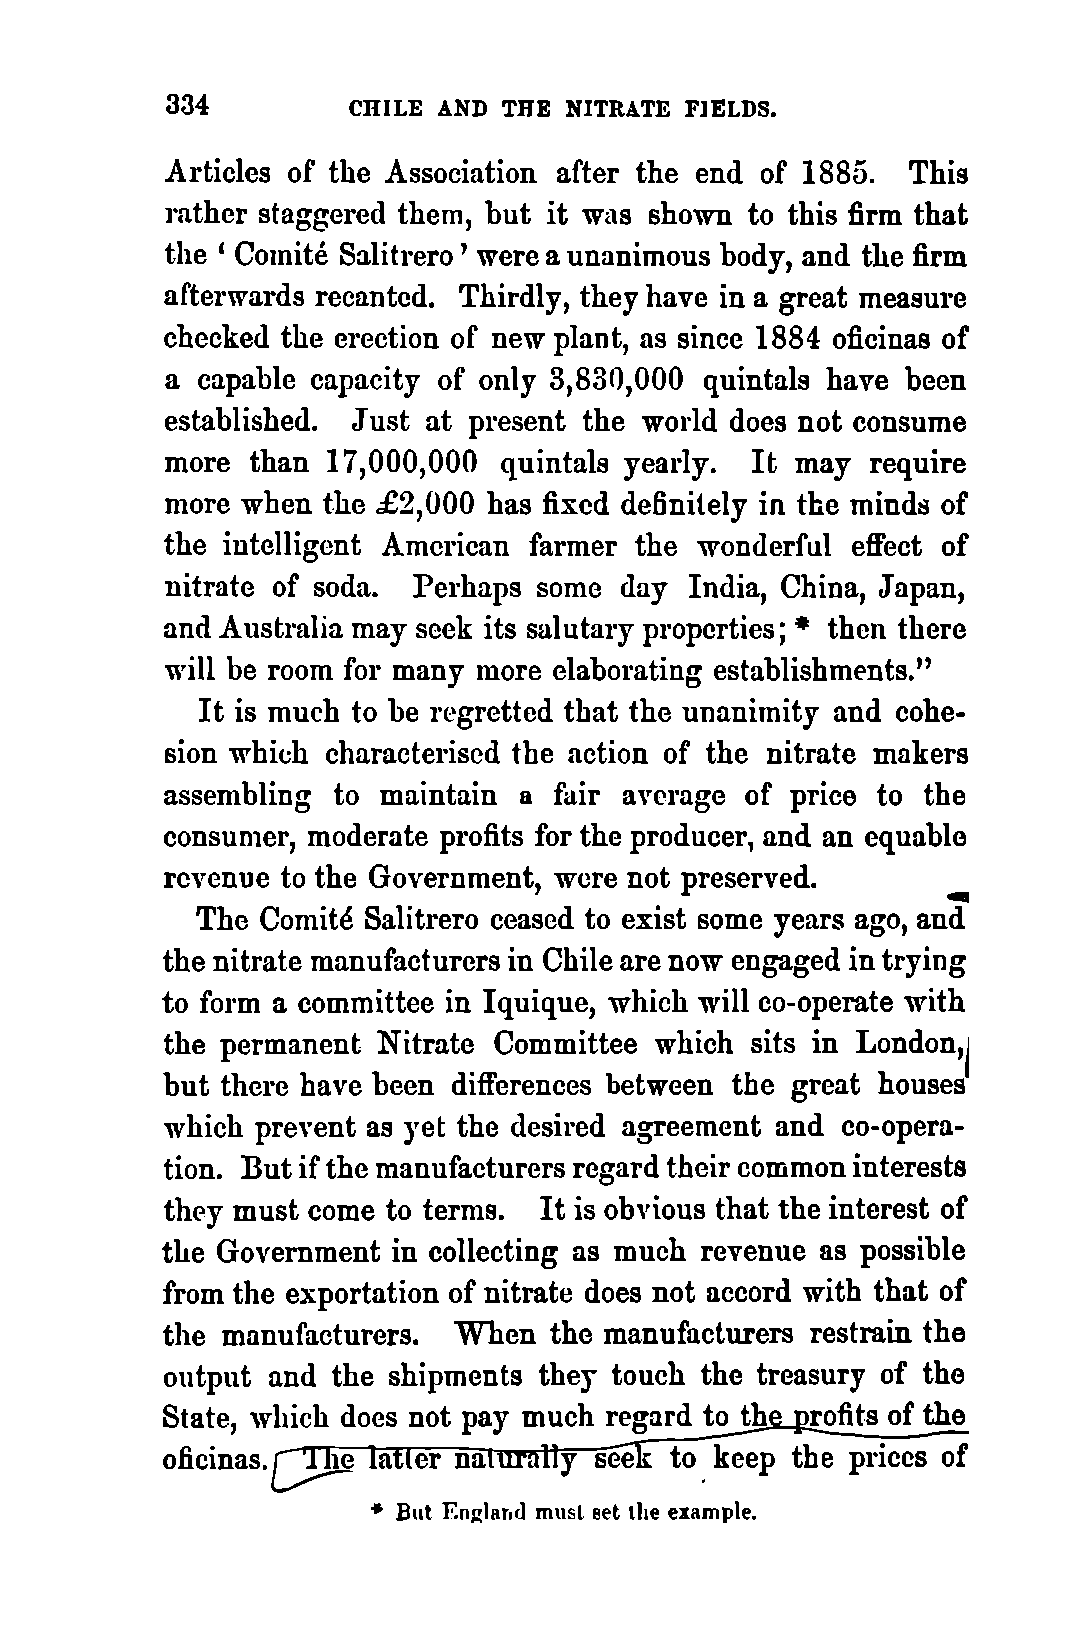 334 CHILE AND THE NITRATE FIELDS.
Articles of the Association after the end of 1885. This
rather staggered them, but it was shown to this firm that
the ‘ Comité Salitrero ’ were a unanimous body, and the firm
afterwards recanted. Thirdly, they have in a great measure
checked the erection of new plant, as since 1884 oficinas of
a capable capacity of only 3,830,000 quintals have been
established. Just at present the world does not consume
more than 17,000,000 quintals yearly. It may require
more when the £2,000 has fixed definitely in the minds of
the intelligent American farmer the wonderful effect of
nitrate of soda. Perhaps some day India, China, Japan,
and Australia may seek its salutary properties; * then there
will be room for many more elaborating establishments.”
It is much to be regretted that the unanimity and cohe-
sion which characterised the action of the nitrate makers
assembling to maintain a fair average of price to the
consumer, moderate profits for the producer, and an equable
revenue to the Government, were not preserved.
The Comité Salitrero ceased to exist some years ago, and
the nitrate manufacturers in Chile are now engaged in trying
to form a committee in Iquique, which will co-operate with
the permanent Nitrate Committee which sits in London,
but there have been differences between the great houses
which prevent as yet the desired agreement and co-opera-
tion. But if the manufacturers regard their common interests
they must come to terms. It is obvious that the interest of
the Government in collecting as much revenue as possible
from the exportation of nitrate does not accord with that of
the manufacturers. When the manufacturers restrain the
output and the shipments they touch the treasury of the
State, which does not pay much regard to the profits of the
oficinas. The latter naturally seek to keep the prices of
* But England must set the example.